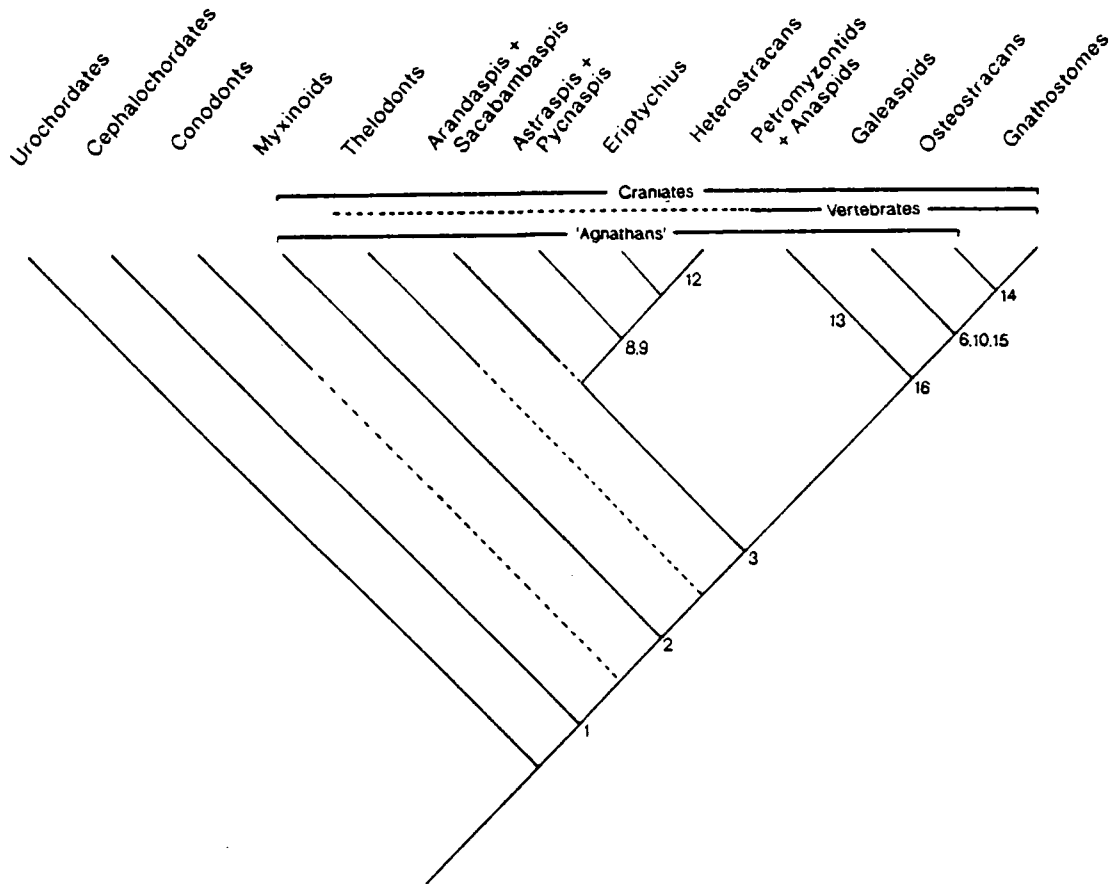 Urochordates
Cephalochordates
Conodonts
Myxinoids
Thelodonts
Arandaspis +
Sacabambaspis
Astraspis +
Pycnaspis
Eriptychius
Heterostracans
Petromyzontids
+ Anaspids
Galeaspids
Osteostracans
Gnathostomes
Craniates
Vertebrates
'Agnathans'
12
14
13
8.9
6.10.15
16
3
2
1